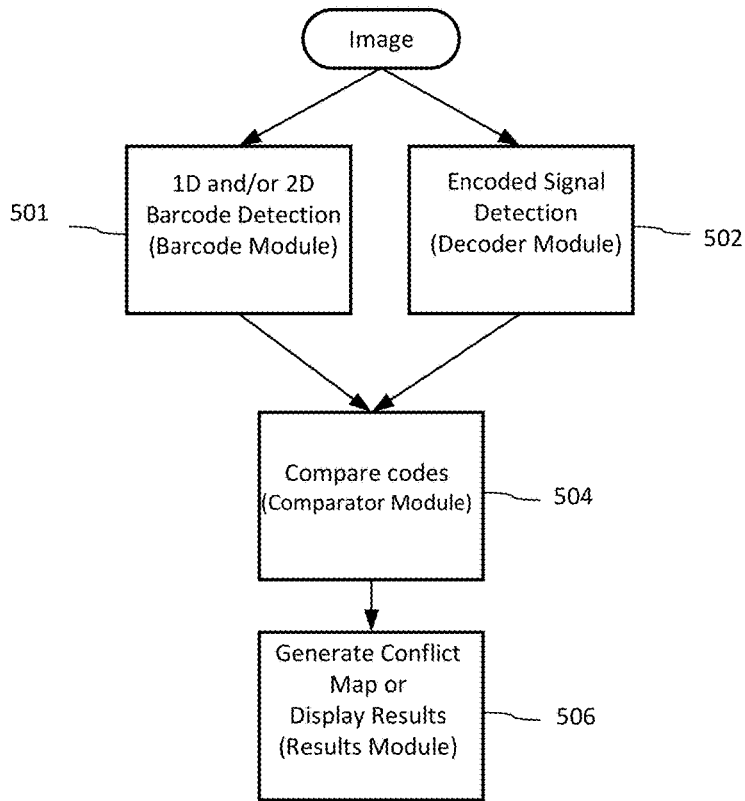 Image
1D and/or 2D
Barcode Detection
(Barcode Module)
501
Encoded Signal
Detection
(Decoder Module)
502
Compare codes
(Comparator Module)
504
Generate Conflict
Map or
Display Results
(Results Module)
506